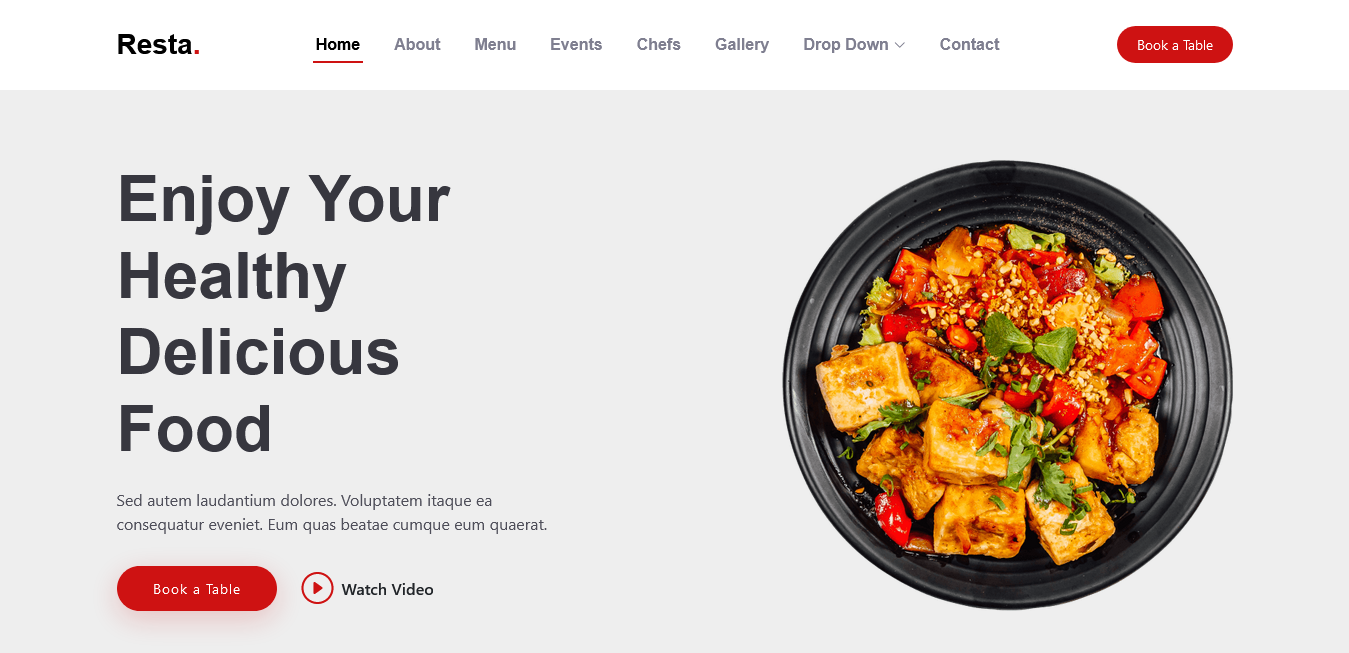 Resta.
Home About Menu Events Chefs Gallery Drop Down Contact
Book a Table
Enjoy Your
Healthy
Delicious
Food
Sed autem laudantium dolores. Voluptatem itaque ea
consequatur eveniet. Eum quas beatae cumque eum quaerat.
Book a Table
Watch Video